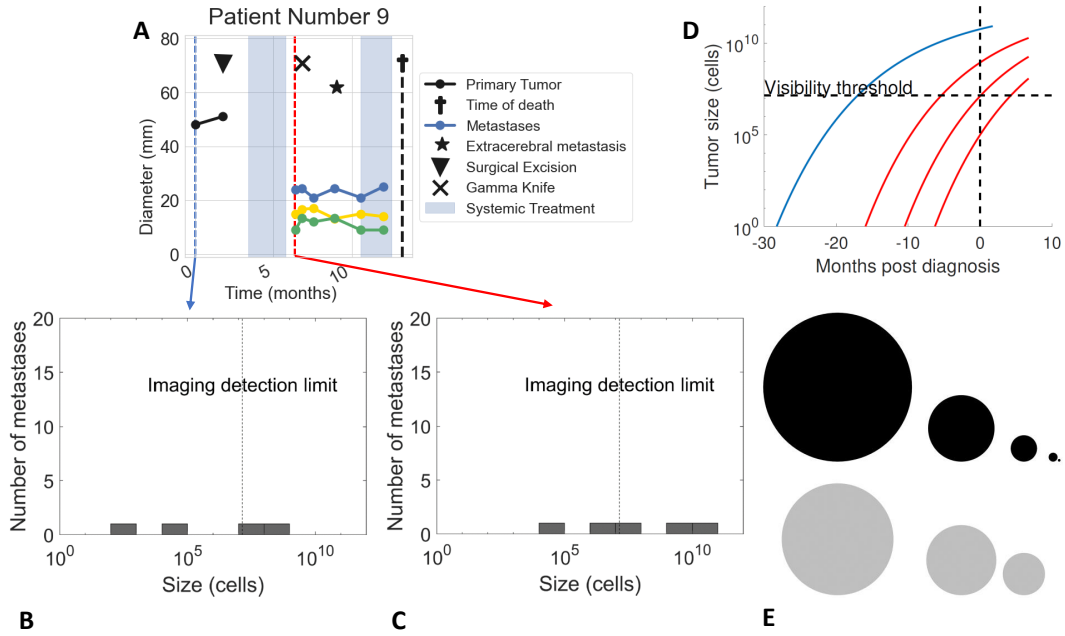 Patient Number 9
A
80
60
40
20
0
Diameter (mm)
0
5
10
Time (months)
Primary Tumor
Time of death
Metastases
Extracerebral metastasis
Surgical Excision
Gamma Knife
Systemic Treatment
D
10^10
10^5
10^0
Tumor size (cells)
Visibility threshold
-30
-20
-10
0
10
Months post diagnosis
20
15
10
5
0
Number of metastases
Imaging detection limit
10^0
10^5
10^10
Size (cells)
B
20
15
10
5
0
Number of metastases
Imaging detection limit
10^0
10^5
10^10
Size (cells)
C
E